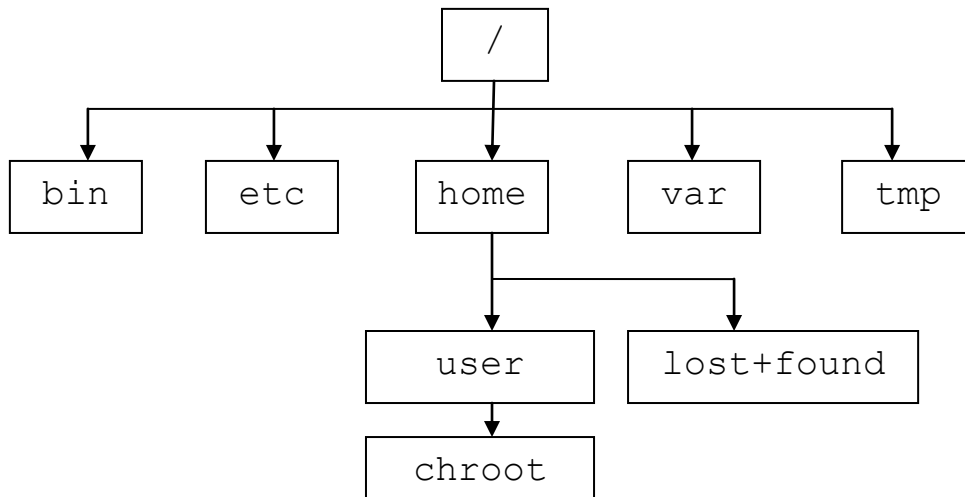 /
bin etc home var tmp
user lost+found
chroot